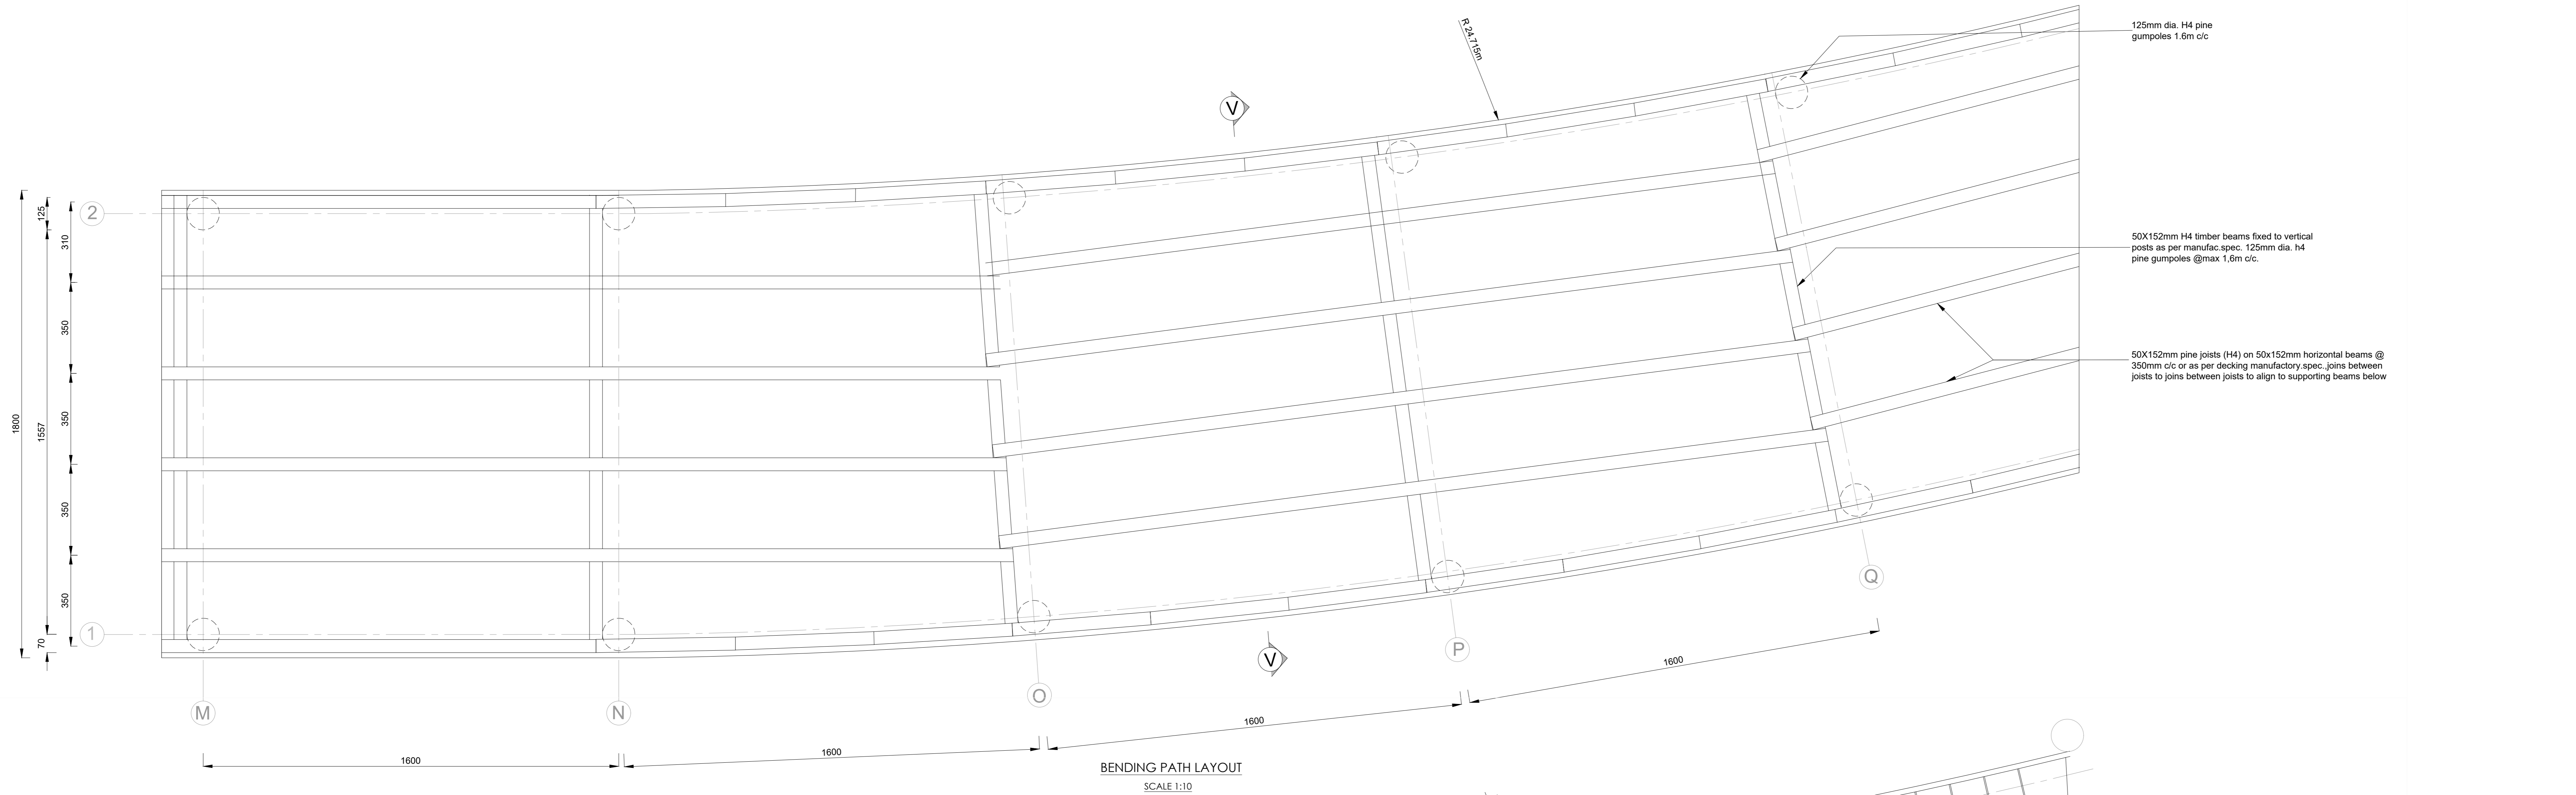 R 24.715m
125mm dia. H4 pine
gumpoles 1.6m c/c
V
2
125
310
50X152mm H4 timber beams fixed to vertical
posts as per manufac.spec. 125mm dia. h4
pine gumpoles @max 1,6m c/c.
350
50X152mm pine joists (H4) on 50x152mm horizontal beams @
350mm c/c or as per decking manufactory.spec.,joins between
joists to joins between joists to align to supporting beams below
1800
1557
350
350
350
1
70
V
M
N
O
P
Q
1600
1600
1600
1600
BENDING PATH LAYOUT
SCALE 1:10